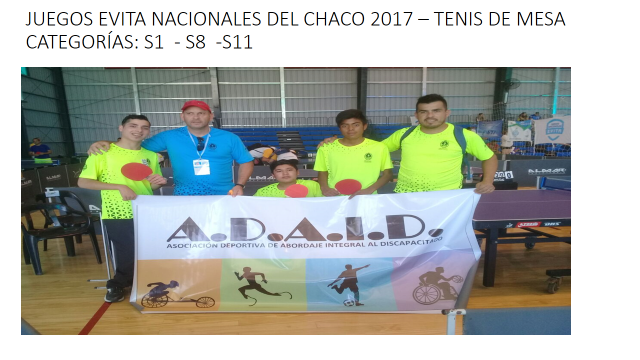 JUEGOS EVITA NACIONALES DEL CHACO 2017 – TENIS DE MESA
CATEGORÍAS: S1  - S8  -S11
A.D.A.I.D.
ASOCIACIÓN DEPORTIVA DE ABORDAJE INTEGRAL AL DISCAPACITADO